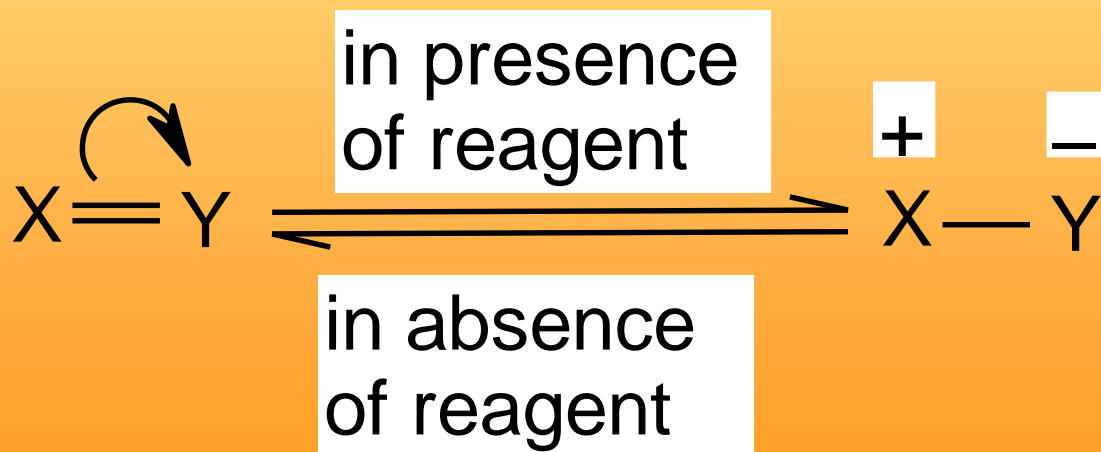 in presence
of reagent
+ –
X=Y X—Y
in absence
of reagent